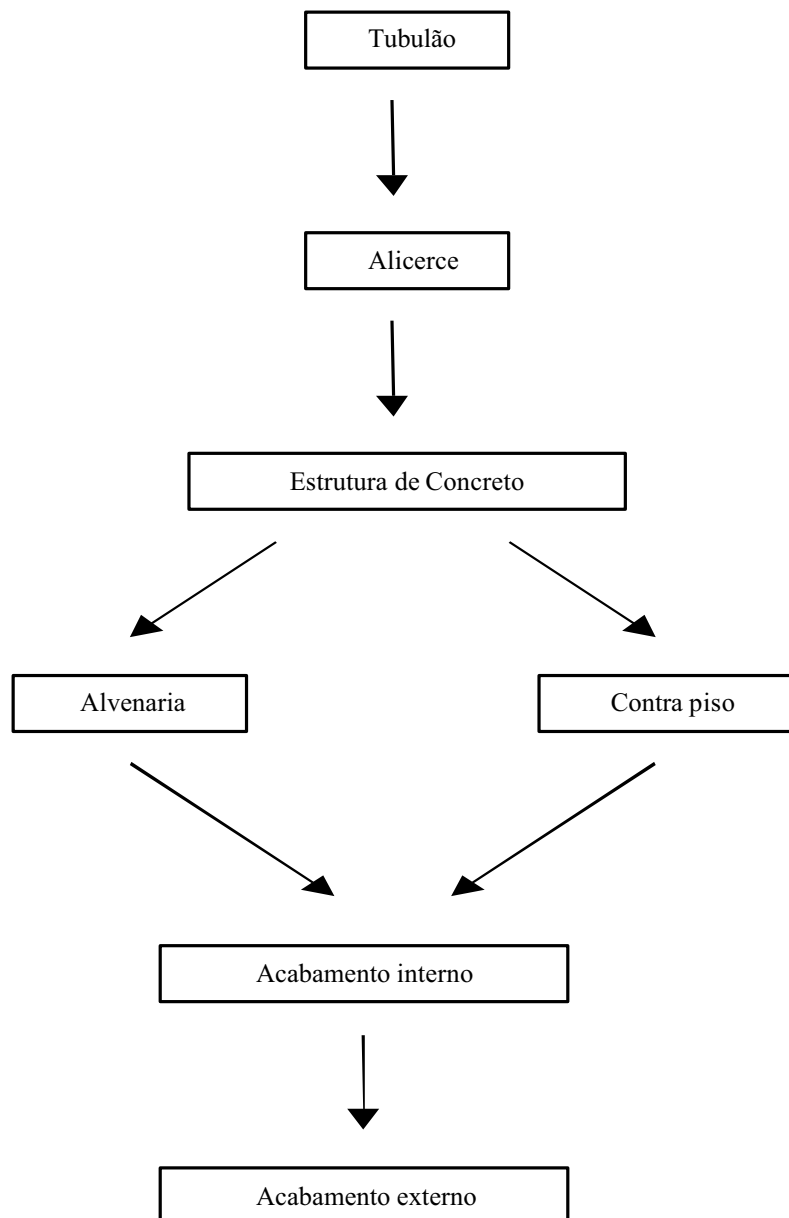 Tubulão
Alicerce
Estrutura de Concreto
Alvenaria
Contra piso
Acabamento interno
Acabamento externo